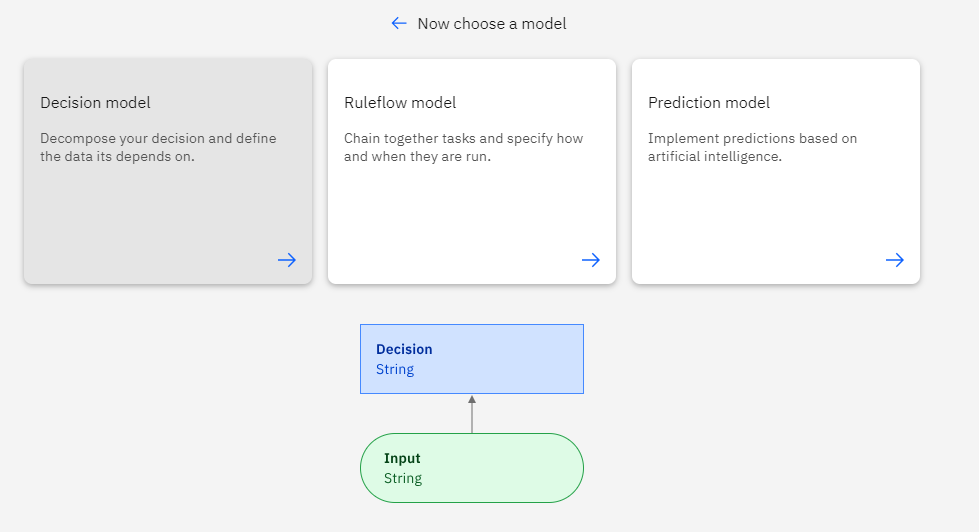 Now choose a model
Decision model
Decompose your decision and define
the data its depends on.
Ruleflow model
Chain together tasks and specify how
and when they are run.
Prediction model
Implement predictions based on
artificial intelligence.
Decision
String
Input
String